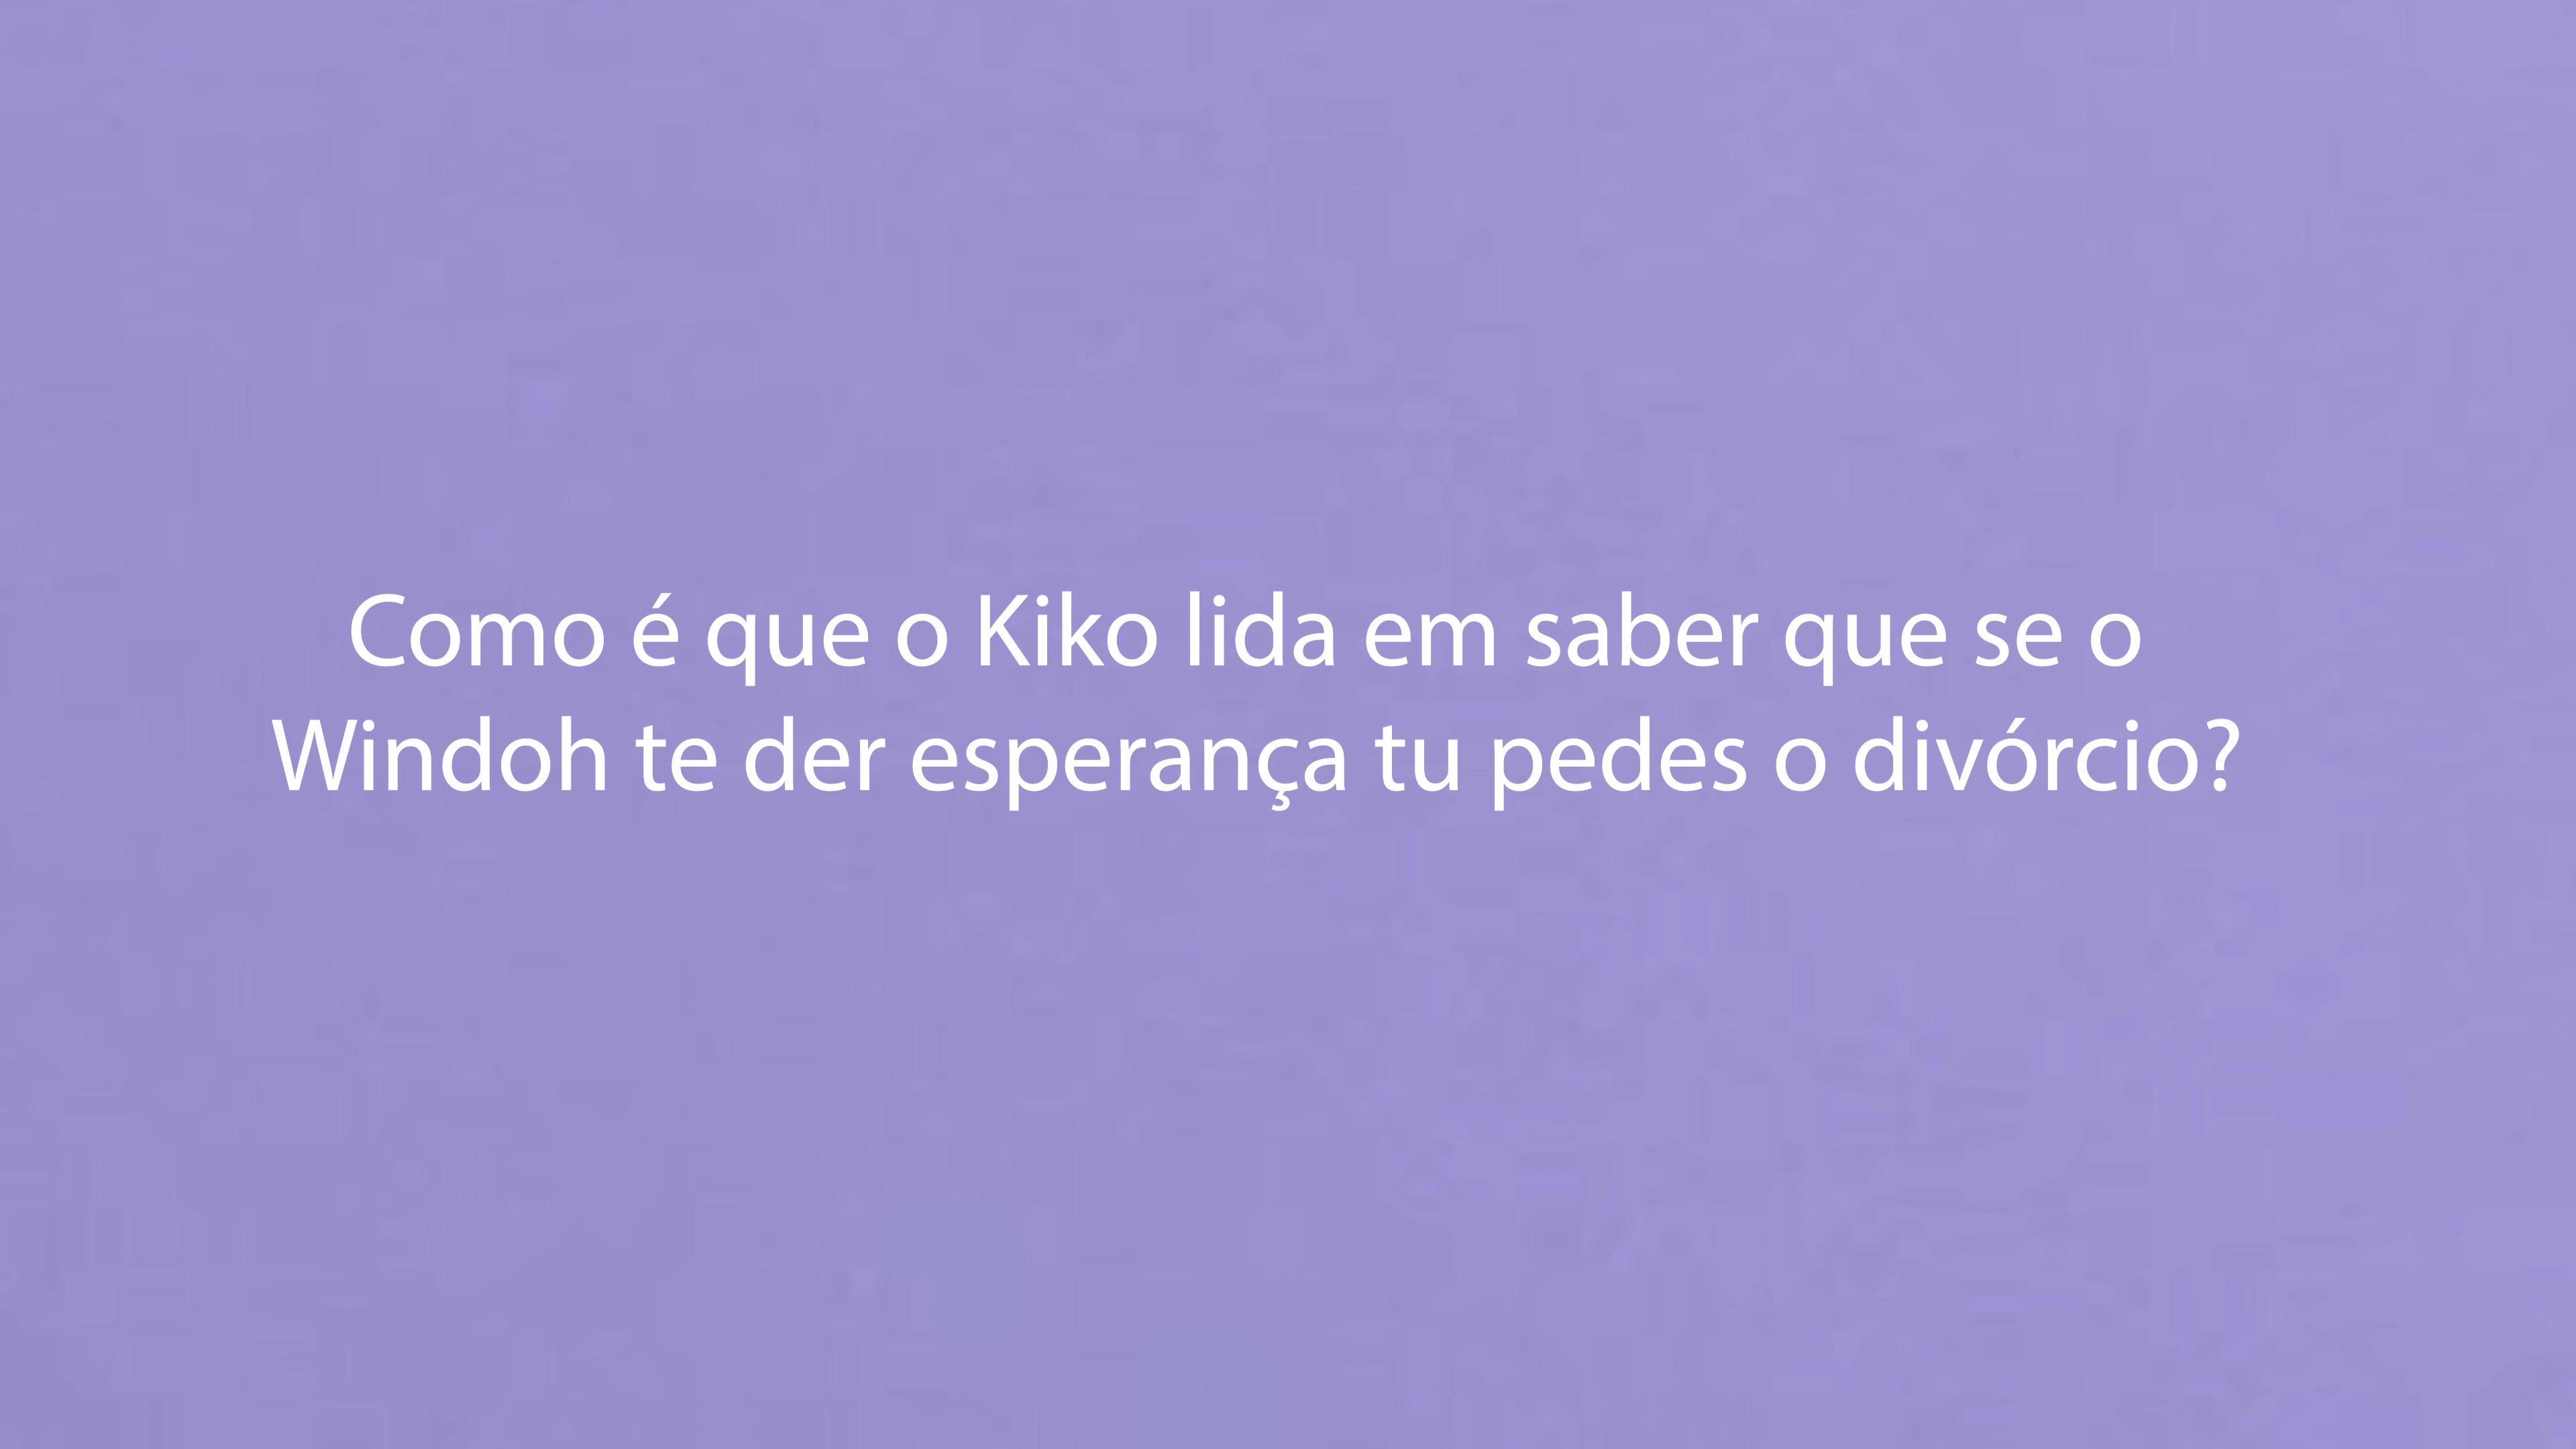 Como é que o Kiko lida em saber que se o
Windoh te der esperança tu pedes o divórcio?